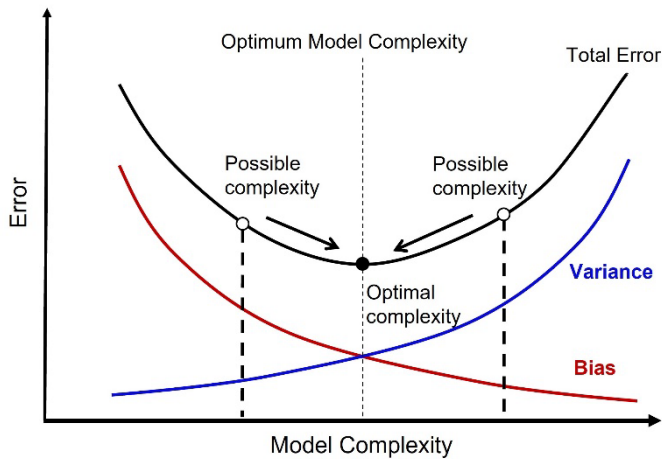 Optimum Model Complexity
Total Error
Possible
complexity
Possible
complexity
Error
Variance
Optimal
complexity
Bias
Model Complexity